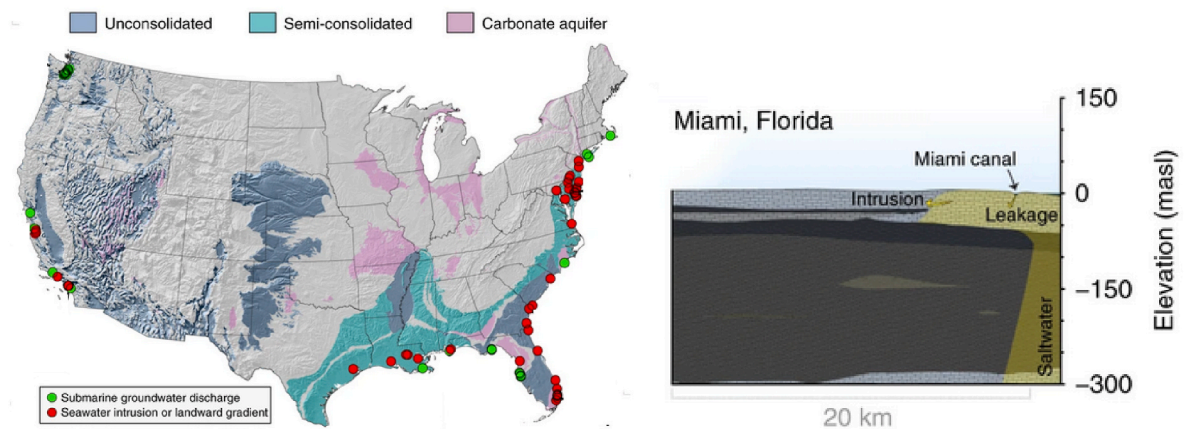 Unconsolidated
Semi-consolidated
Carbonate aquifer
Submarine groundwater discharge
Seawater intrusion or landward gradient
Miami, Florida
Miami canal
Intrusion
Leakage
Saltwater
150
0
−150
−300
Elevation (masl)
20 km